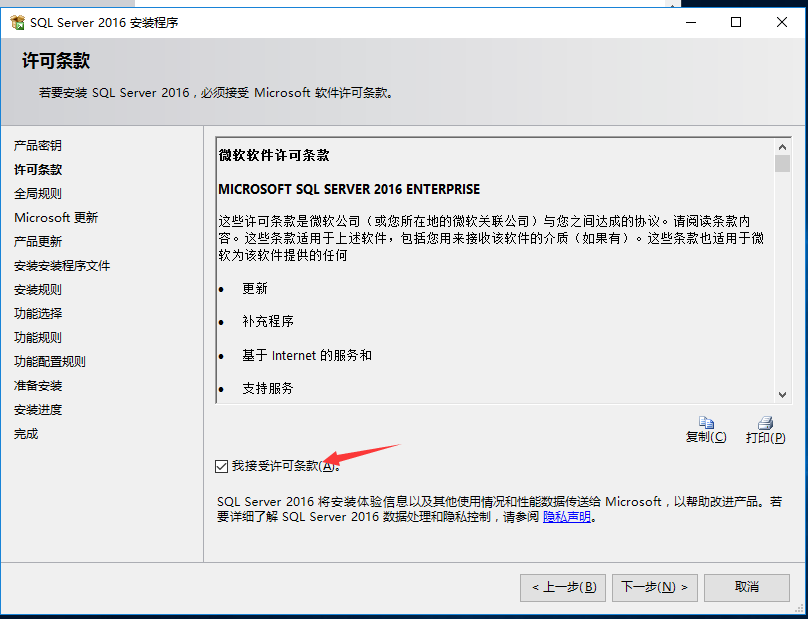 SQL Server 2016 安装程序
许可条款
若要安装 SQL Server 2016，必须接受 Microsoft 软件许可条款。
产品密钥
许可条款
全局规则
Microsoft 更新
产品更新
安装安装程序文件
安装规则
功能选择
功能规则
功能配置规则
准备安装
安装进度
完成
微软软件许可条款
MICROSOFT SQL SERVER 2016 ENTERPRISE
这些许可条款是微软公司（或您所在地的微软关联公司）与您之间达成的协议。请阅读条款内
容。这些条款适用于上述软件，包括您用来接收该软件的介质（如果有）。这些条款也适用于微
软为该软件提供的任何
• 更新
• 补充程序
• 基于 Internet 的服务和
• 支持服务
复制(C) 打印(P)
我接受许可条款(A)。
SQL Server 2016 将安装体验信息以及其他使用情况和性能数据传送给 Microsoft，以帮助改进产品。若
要详细了解 SQL Server 2016 数据处理和隐私控制，请参阅 隐私声明。
< 上一步(B) 下一步(N) > 取消